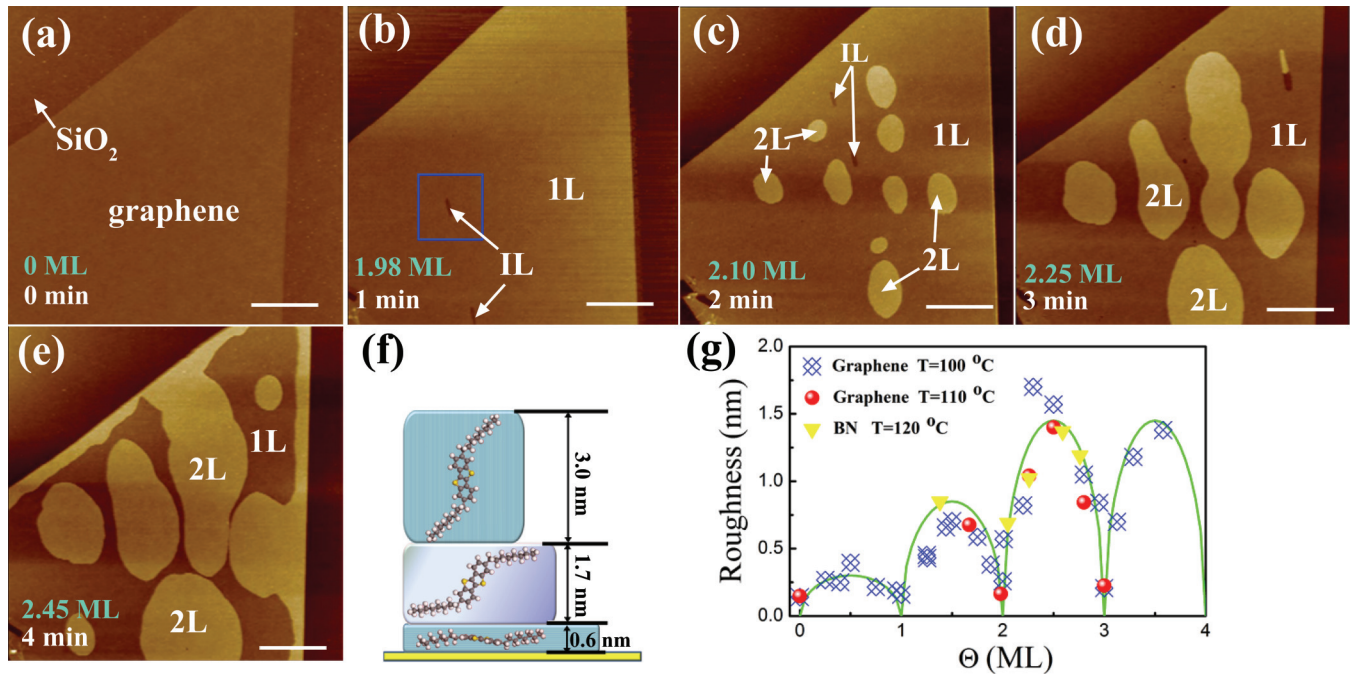 (a)
SiO2
graphene
0 ML
0 min
(b)
1L
IL
1.98 ML
1 min
(c)
IL
2L
1L
2L
2.10 ML
2 min
(d)
1L
2L
2L
2.25 ML
3 min
(e)
1L
2L
2L
2.45 ML
4 min
(f)
3.0 nm
1.7 nm
0.6 nm
(g)
Graphene T=100 °C
Graphene T=110 °C
BN T=120 °C
Roughness (nm)
2.0
1.5
1.0
0.5
0.0
0 1 2 3 4
Θ (ML)